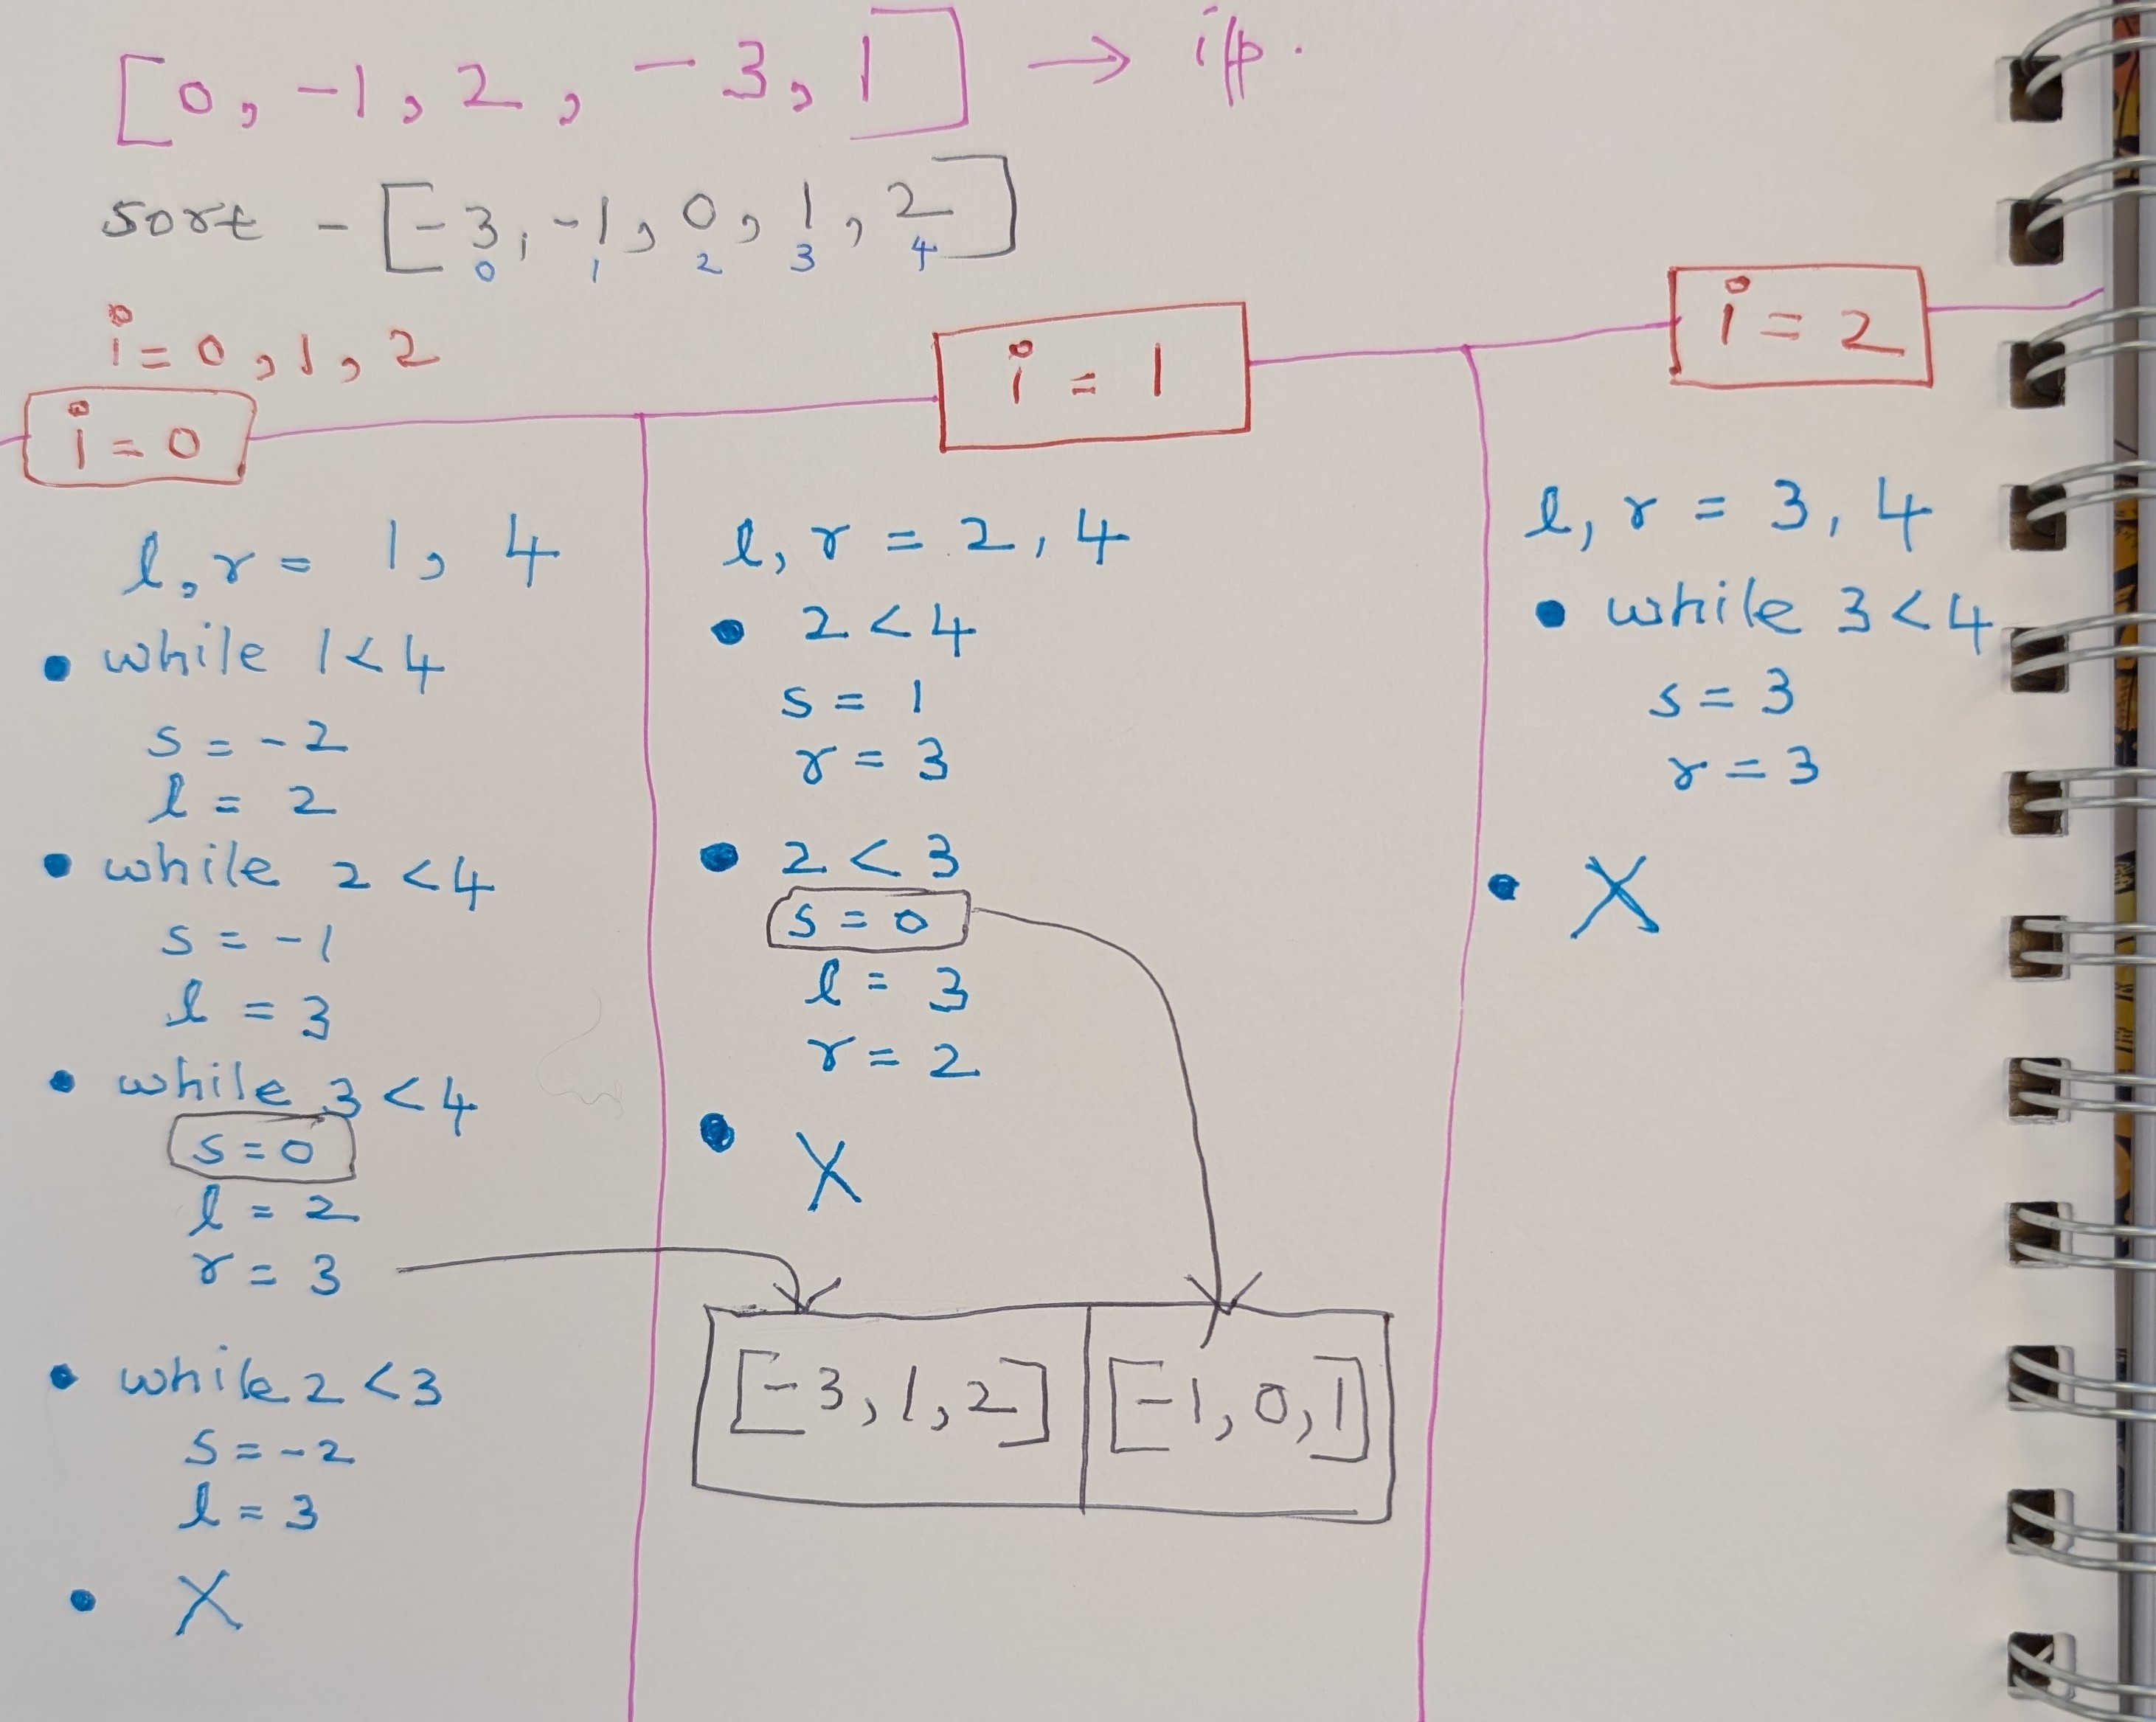 [0, -1, 2, -3, 1] → i/p.
sort - [-3, -1, 0, 1, 2]
0 1 2 3 4
i = 0, 1, 2
i = 0
l, r = 1, 4
• while 1 < 4
s = -2
l = 2
• while 2 < 4
s = -1
l = 3
• while 3 < 4
s = 0
l = 2
r = 3
• while 2 < 3
s = -2
l = 3
• X
i = 1
l, r = 2, 4
• 2 < 4
s = 1
r = 3
• 2 < 3
s = 0
l = 3
r = 2
• X
[-3, 1, 2] [-1, 0, 1]
i = 2
l, r = 3, 4
• while 3 < 4
s = 3
r = 3
• X